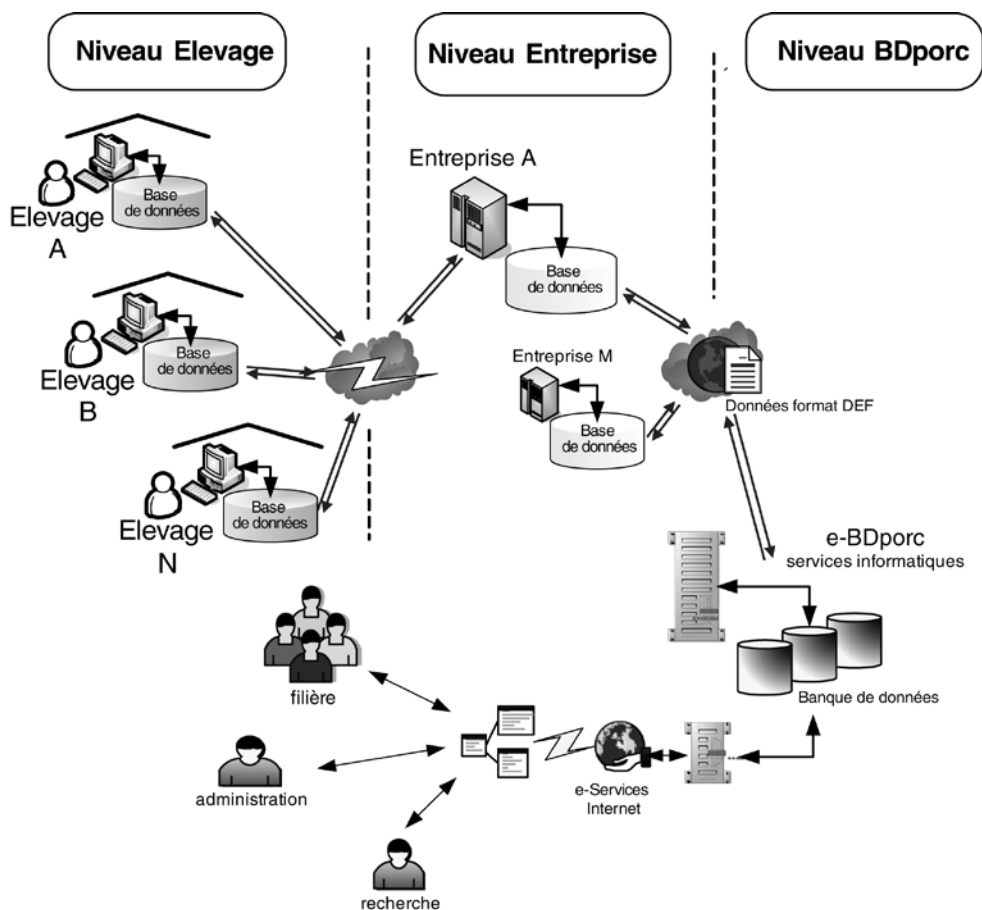 Niveau Elevage
Niveau Entreprise
Niveau BDporc
Base
de données
Elevage
A
Entreprise A
Base
de données
Base
de données
Elevage
B
Entreprise M
Base
de données
Données format DEF
Base
de données
Elevage
N
e-BDporc
services informatiques
Banque de données
filière
administration
recherche
e-Services
Internet